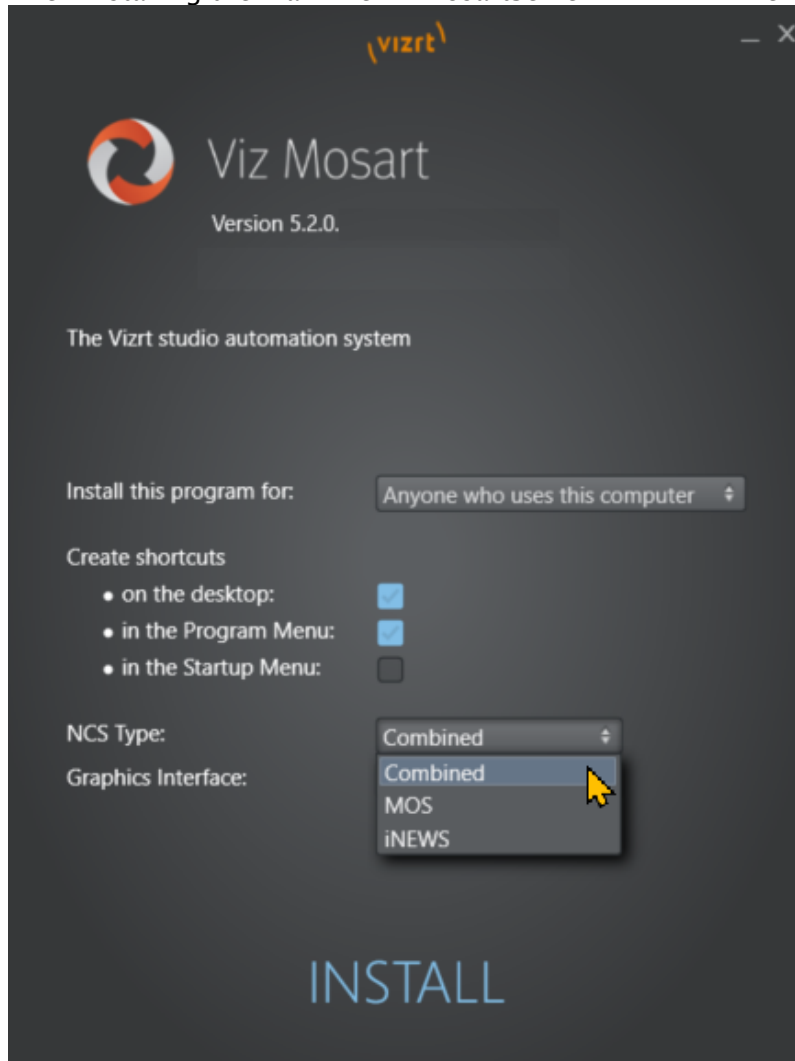 vizrt
Viz Mosart
Version 5.2.0.
The Vizrt studio automation system
Install this program for: Anyone who uses this computer
Create shortcuts
• on the desktop:
• in the Program Menu:
• in the Startup Menu:
NCS Type: Combined
Combined
Graphics Interface:
MOS
iNEWS
INSTALL